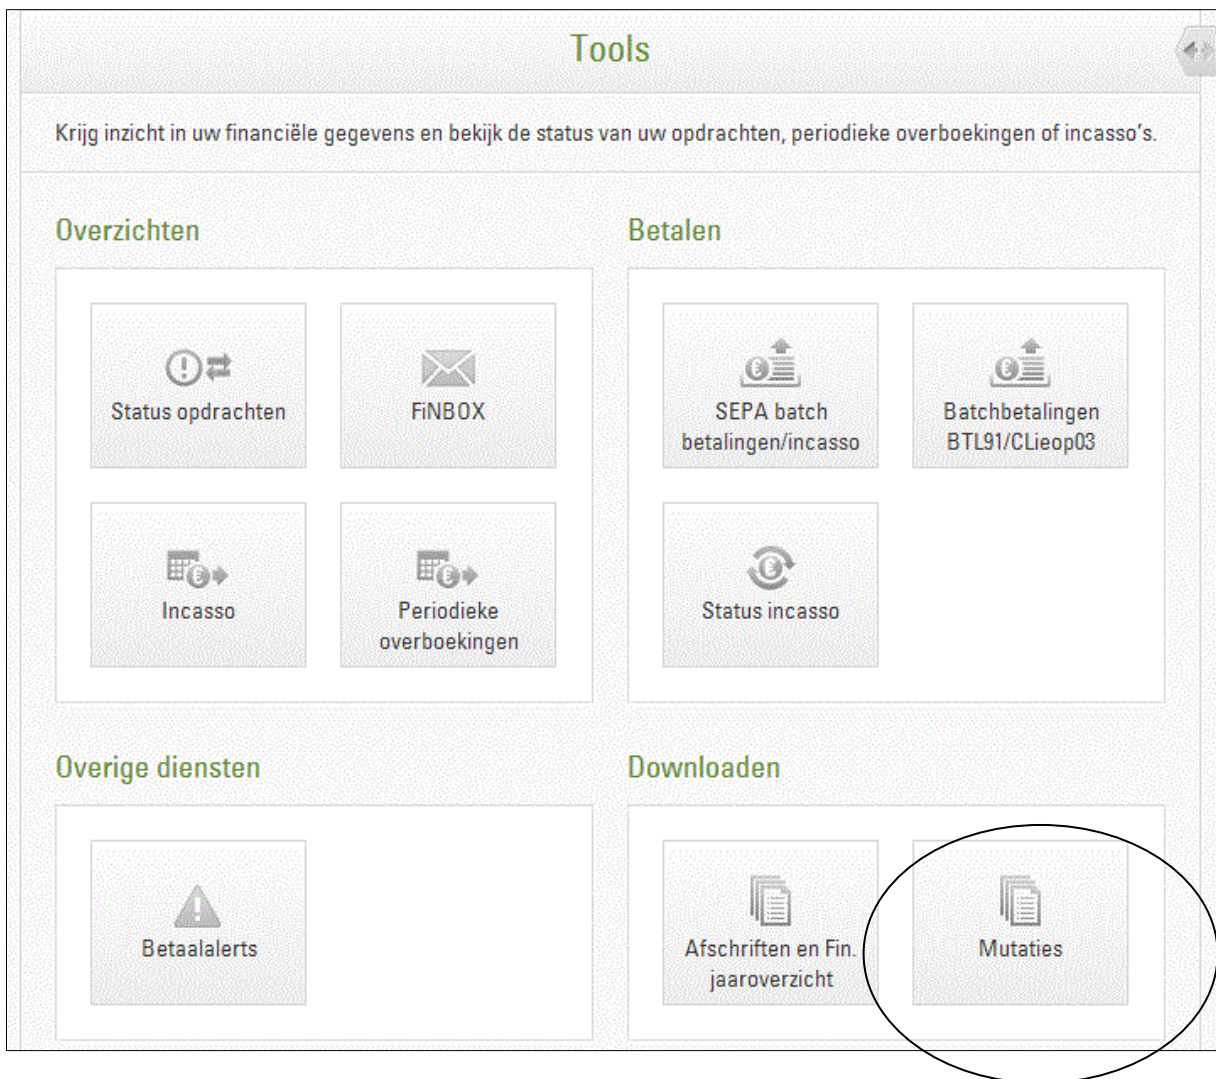 Tools
Krijg inzicht in uw financiële gegevens en bekijk de status van uw opdrachten, periodieke overboekingen of incasso's.
Overzichten
Status opdrachten
FiNBOX
Incasso
Periodieke
overboekingen
Betalen
SEPA batch
betalingen/incasso
Batchbetalingen
BTL91/CLieop03
Status incasso
Overige diensten
Betaalalerts
Downloaden
Afschriften en Fin.
jaaroverzicht
Mutaties